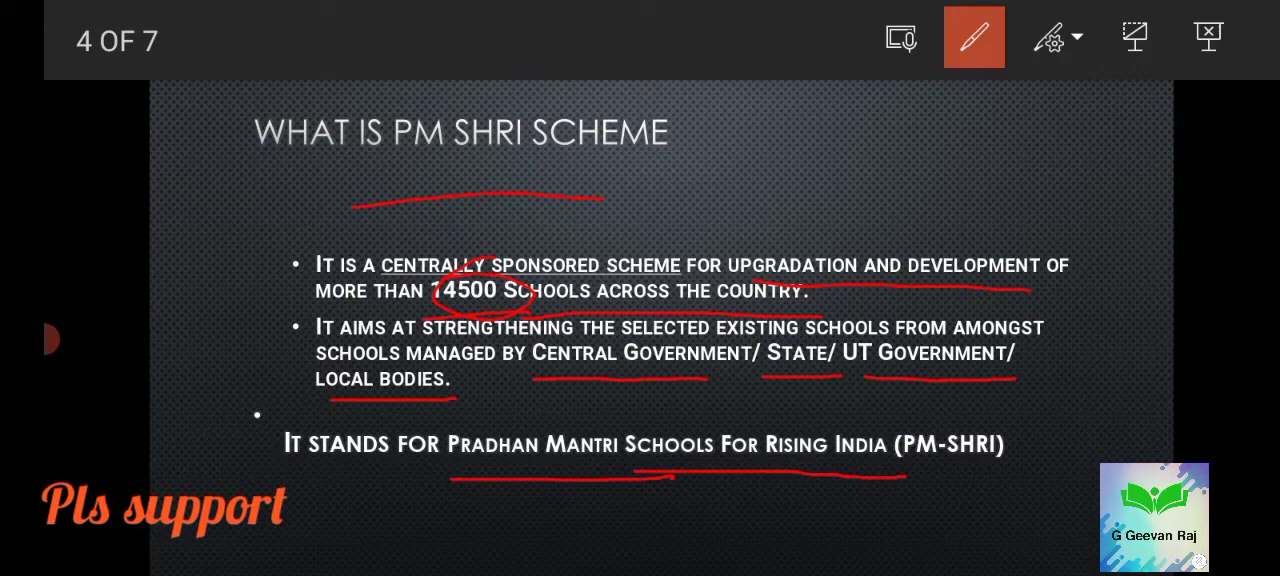 4 OF 7
WHAT IS PM SHRI SCHEME
• IT IS A CENTRALLY SPONSORED SCHEME FOR UPGRADATION AND DEVELOPMENT OF
MORE THAN 14500 SCHOOLS ACROSS THE COUNTRY.
• IT AIMS AT STRENGTHENING THE SELECTED EXISTING SCHOOLS FROM AMONGST
SCHOOLS MANAGED BY CENTRAL GOVERNMENT/ STATE/ UT GOVERNMENT/
LOCAL BODIES.
•
IT STANDS FOR PRADHAN MANTRI SCHOOLS FOR RISING INDIA (PM-SHRI)
Pls support
G Geevan Raj